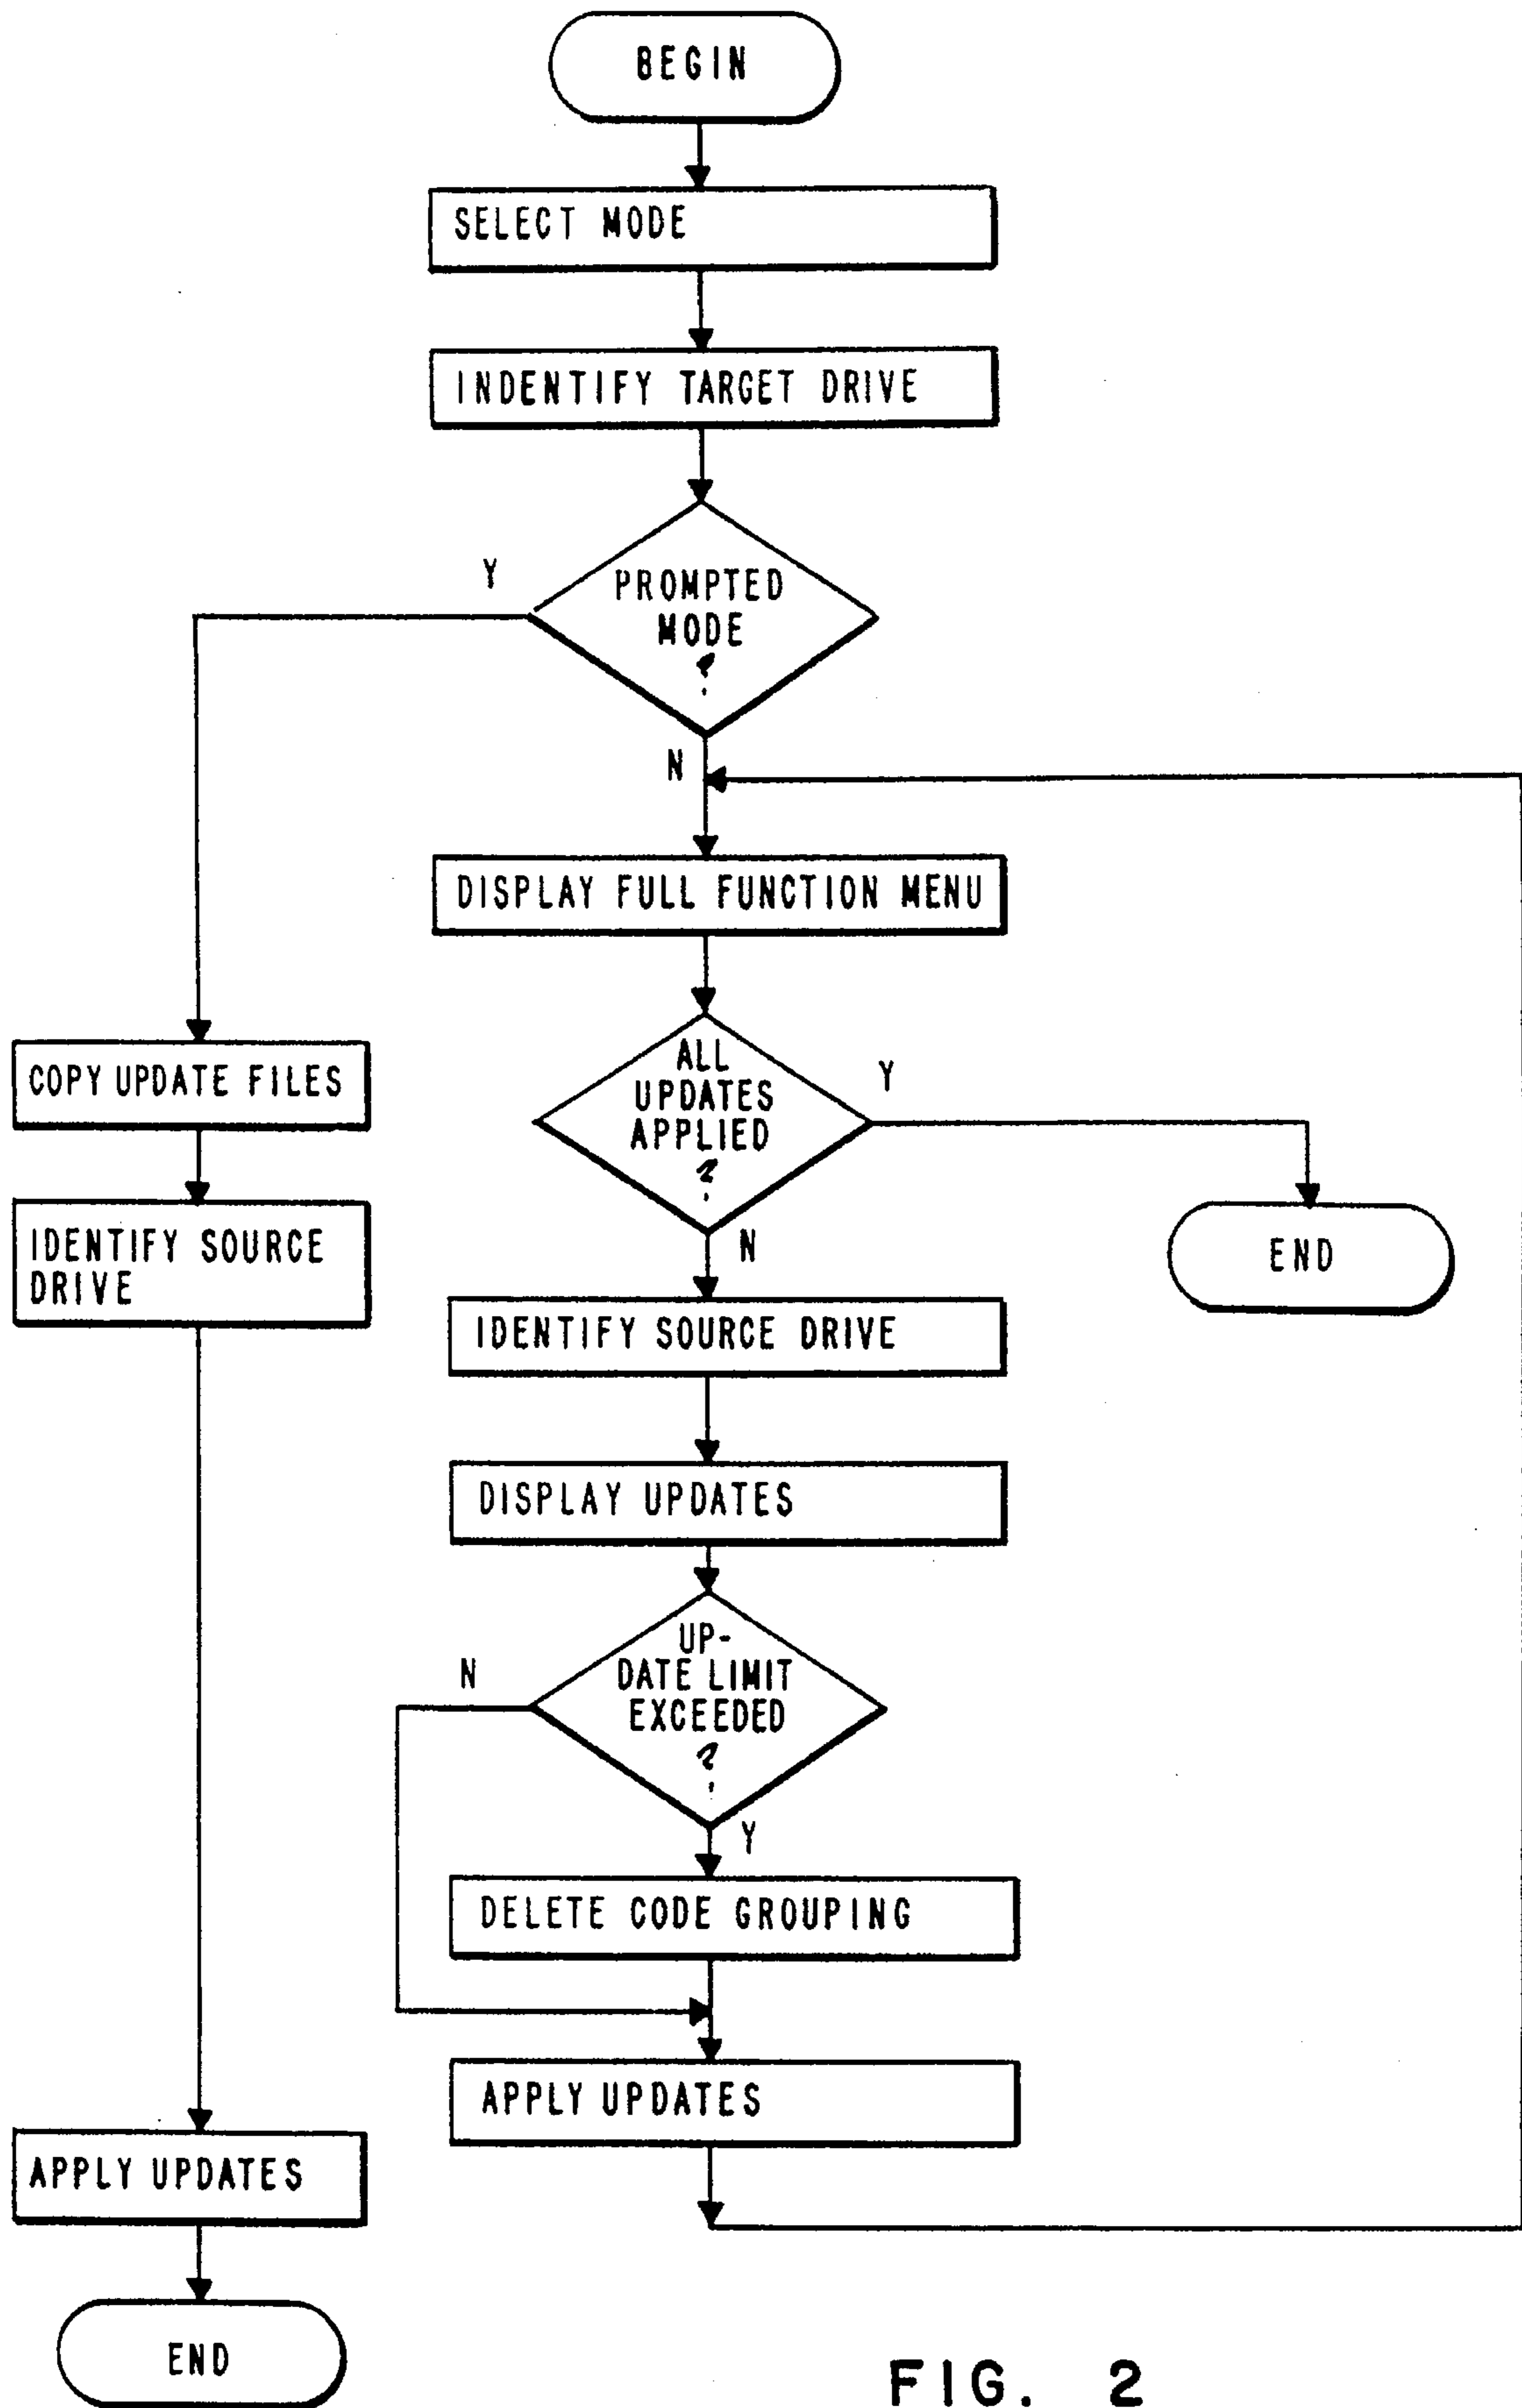 BEGIN
SELECT MODE
INDENTIFY TARGET DRIVE
Y
PROMPTED
MODE
?
N
DISPLAY FULL FUNCTION MENU
COPY UPDATE FILES
ALL
UPDATES
APPLIED
?
Y
N
IDENTIFY SOURCE
DRIVE
END
IDENTIFY SOURCE DRIVE
DISPLAY UPDATES
N
UP-
DATE LIMIT
EXCEEDED
?
Y
DELETE CODE GROUPING
APPLY UPDATES
APPLY UPDATES
END
FIG. 2